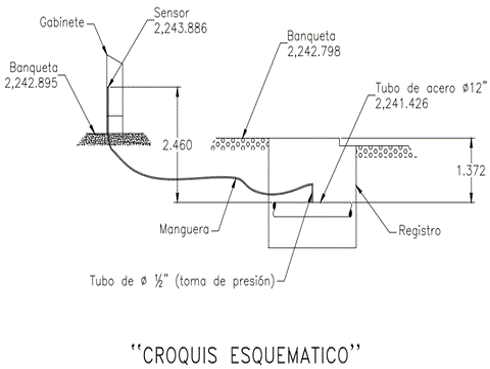 Sensor
2,243.886
Gabinete
Banqueta
2,242.798
Banqueta
2,242.895
Tubo de acero ø12"
2,241.426
2.460
1.372
Manguera
Registro
Tubo de ø ½" (toma de presión)
"CROQUIS ESQUEMATICO"